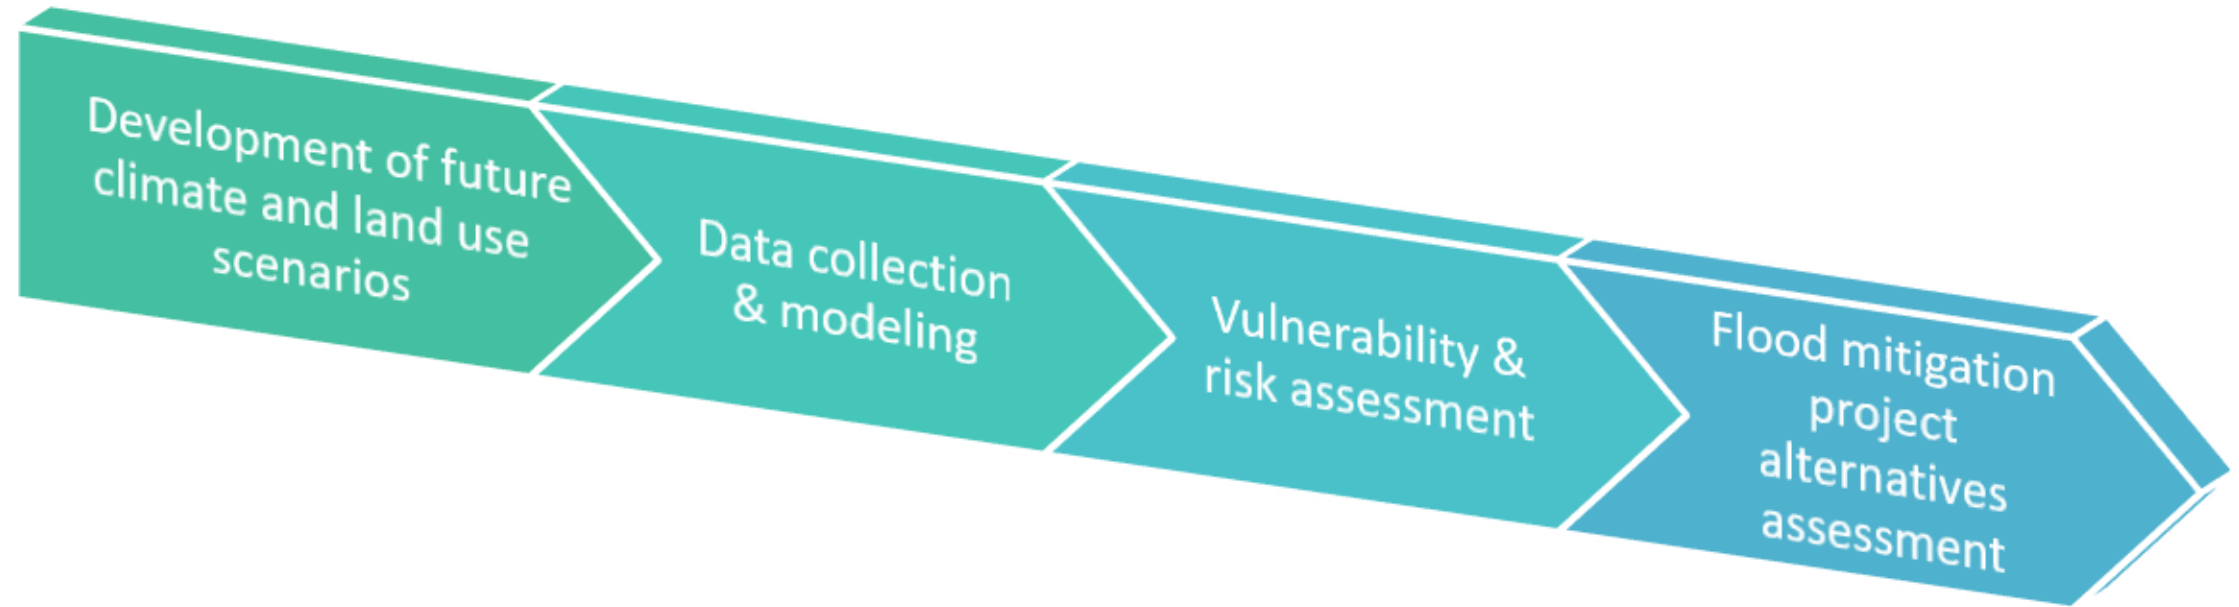 Development of future
climate and land use
scenarios
Data collection
& modeling
Vulnerability &
risk assessment
Flood mitigation
project
alternatives
assessment